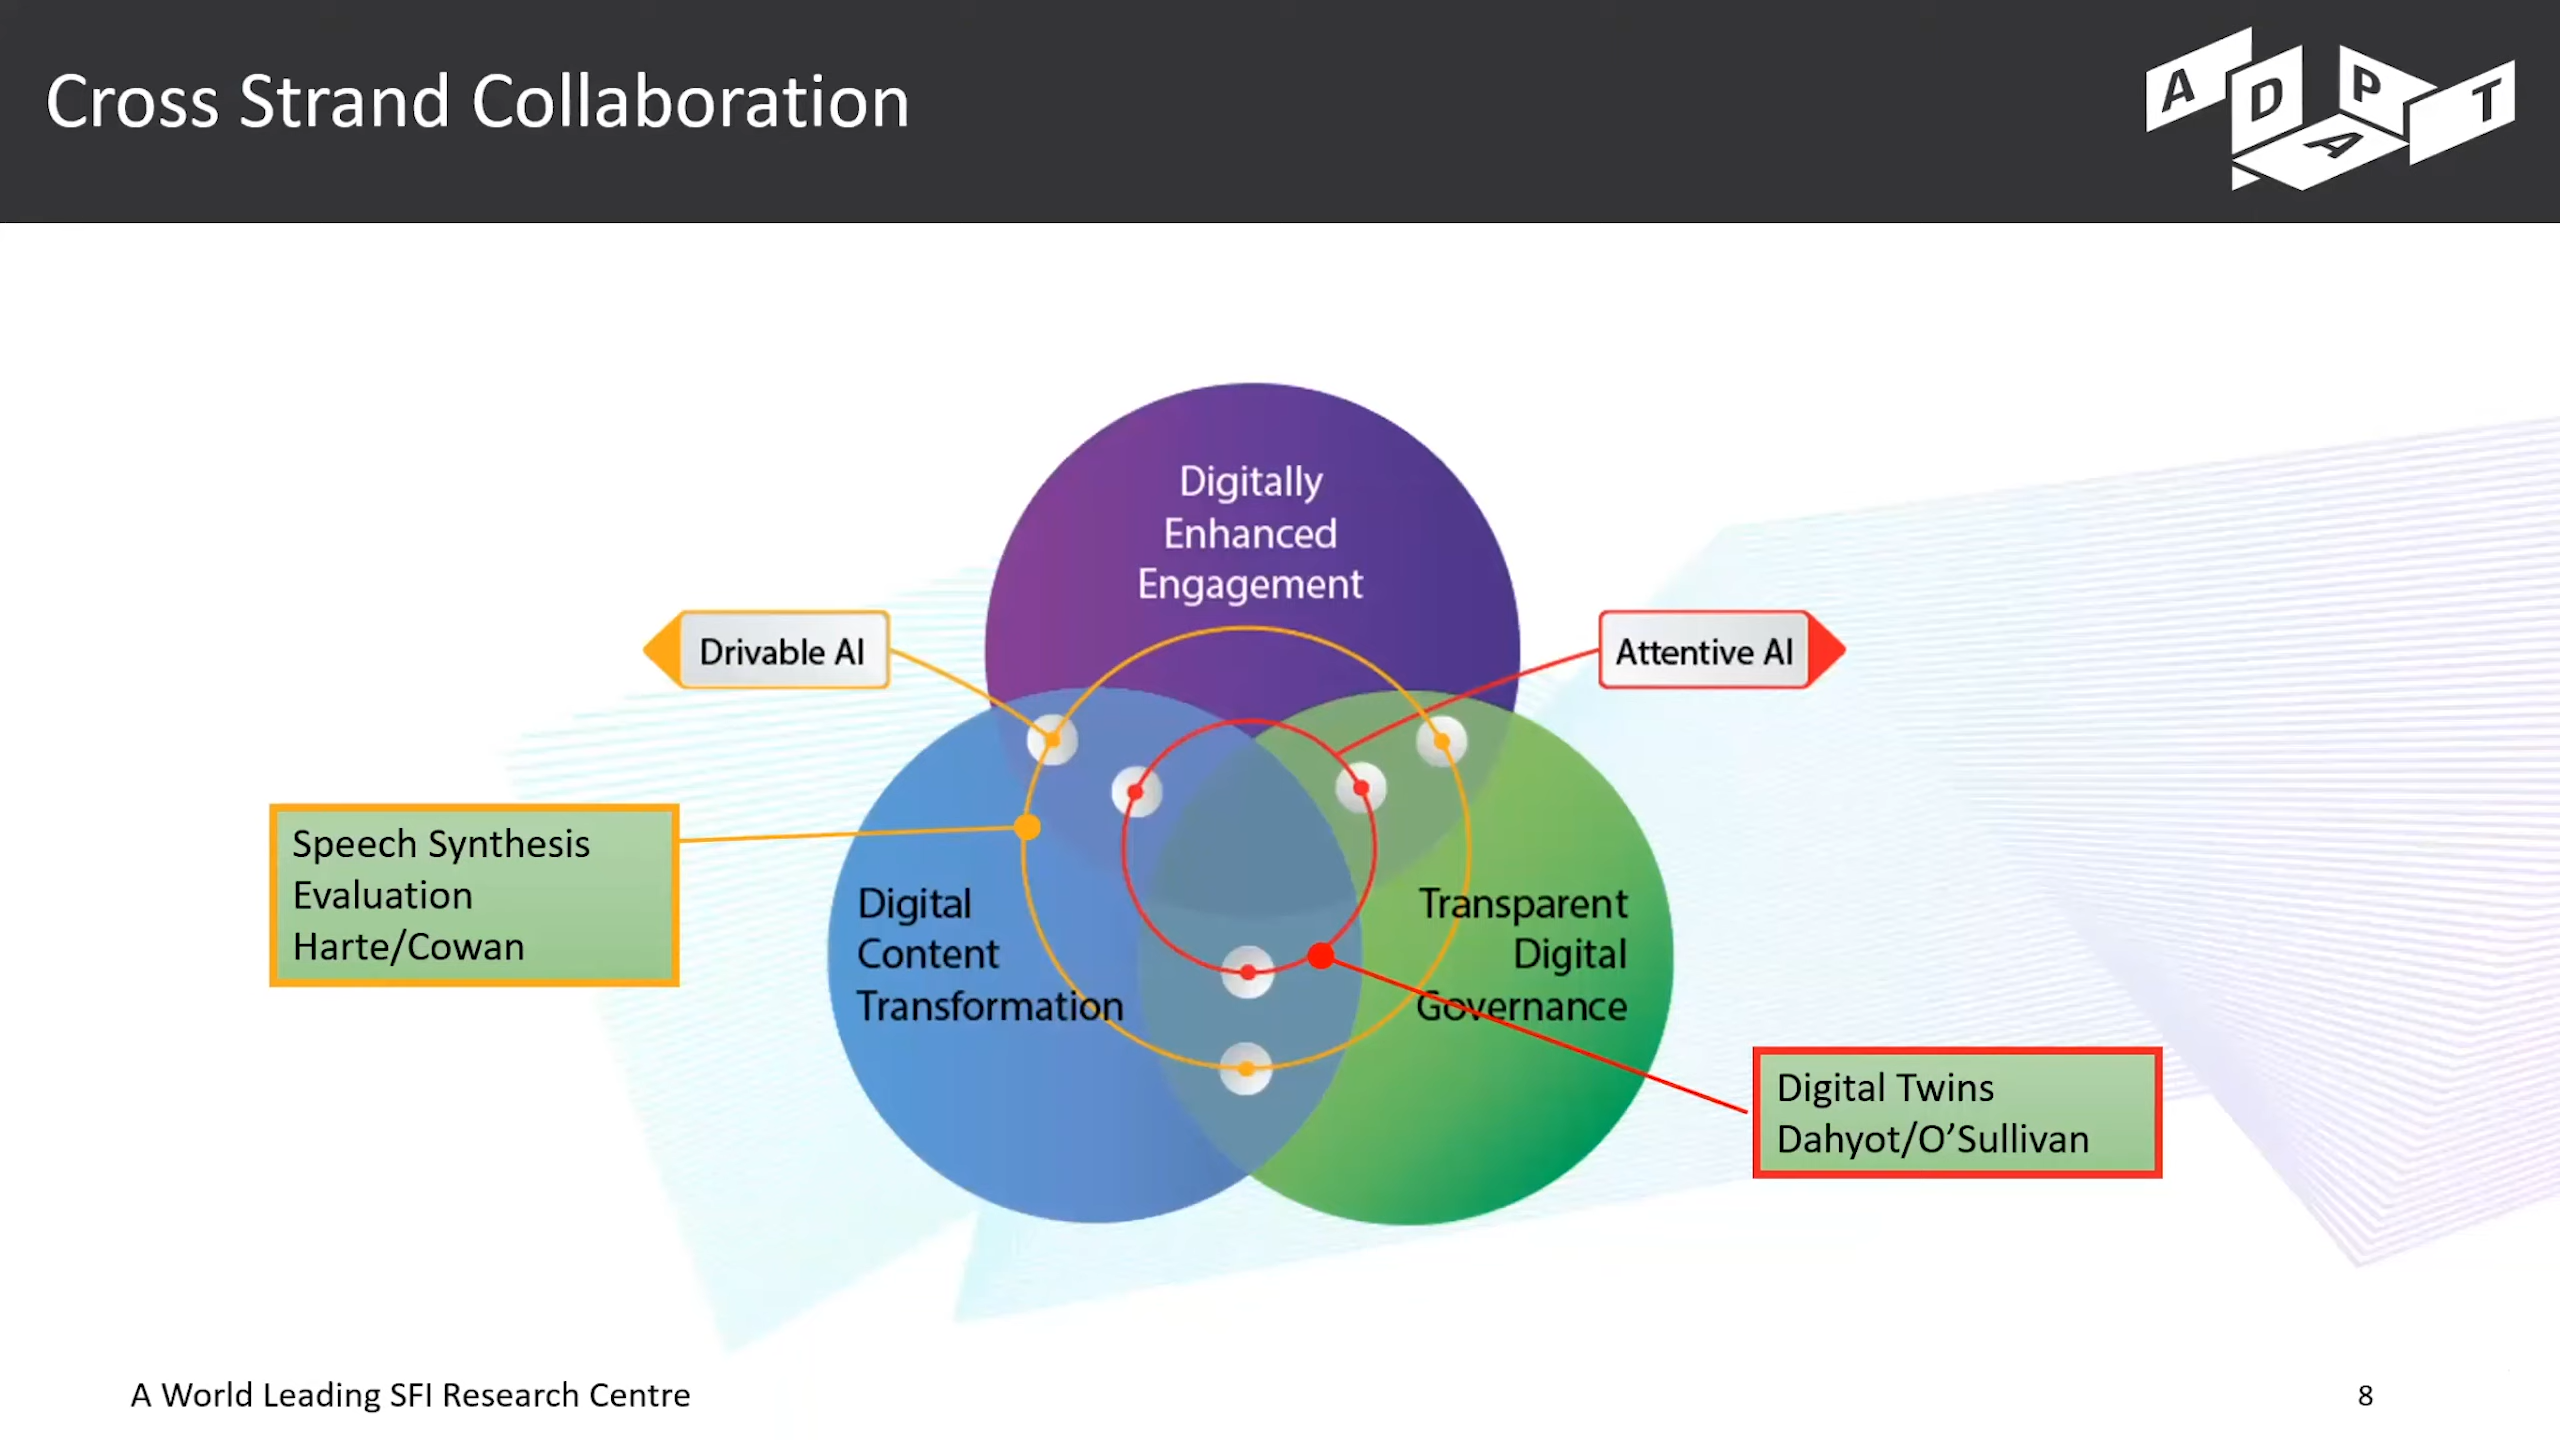 Cross Strand Collaboration
ADAPT
Digitally
Enhanced
Engagement
Drivable AI
Attentive AI
Speech Synthesis
Evaluation
Harte/Cowan
Digital
Content
Transformation
Transparent
Digital
Governance
Digital Twins
Dahyot/O’Sullivan
A World Leading SFI Research Centre
8